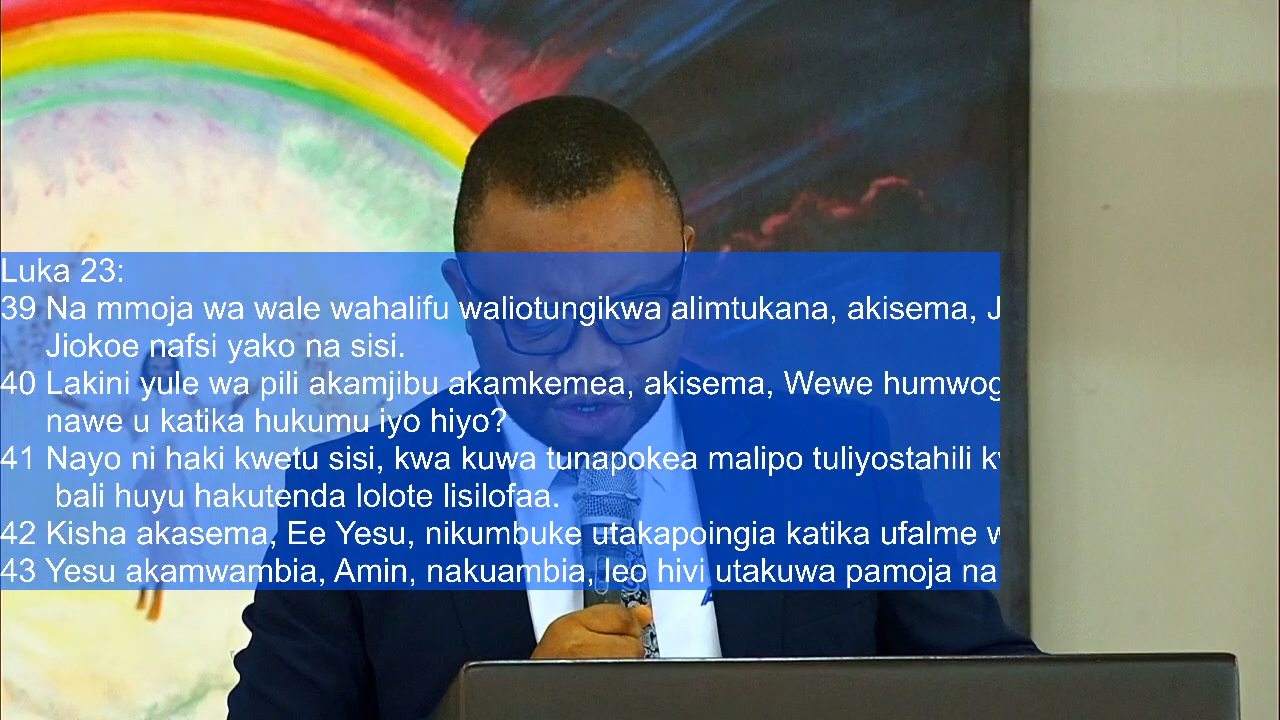 Luka 23:
39 Na mmoja wa wale wahalifu waliotungikwa alimtukana, akisema, J
Jiokoe nafsi yako na sisi.
40 Lakini yule wa pili akamjibu akamkemea, akisema, Wewe humwog
nawe u katika hukumu iyo hiyo?
41 Nayo ni haki kwetu sisi, kwa kuwa tunapokea malipo tuliyostahili k
bali huyu hakutenda lolote lisilofaa.
42 Kisha akasema, Ee Yesu, nikumbuke utakapoingia katika ufalme w
43 Yesu akamwambia, Amin, nakuambia, leo hivi utakuwa pamoja na